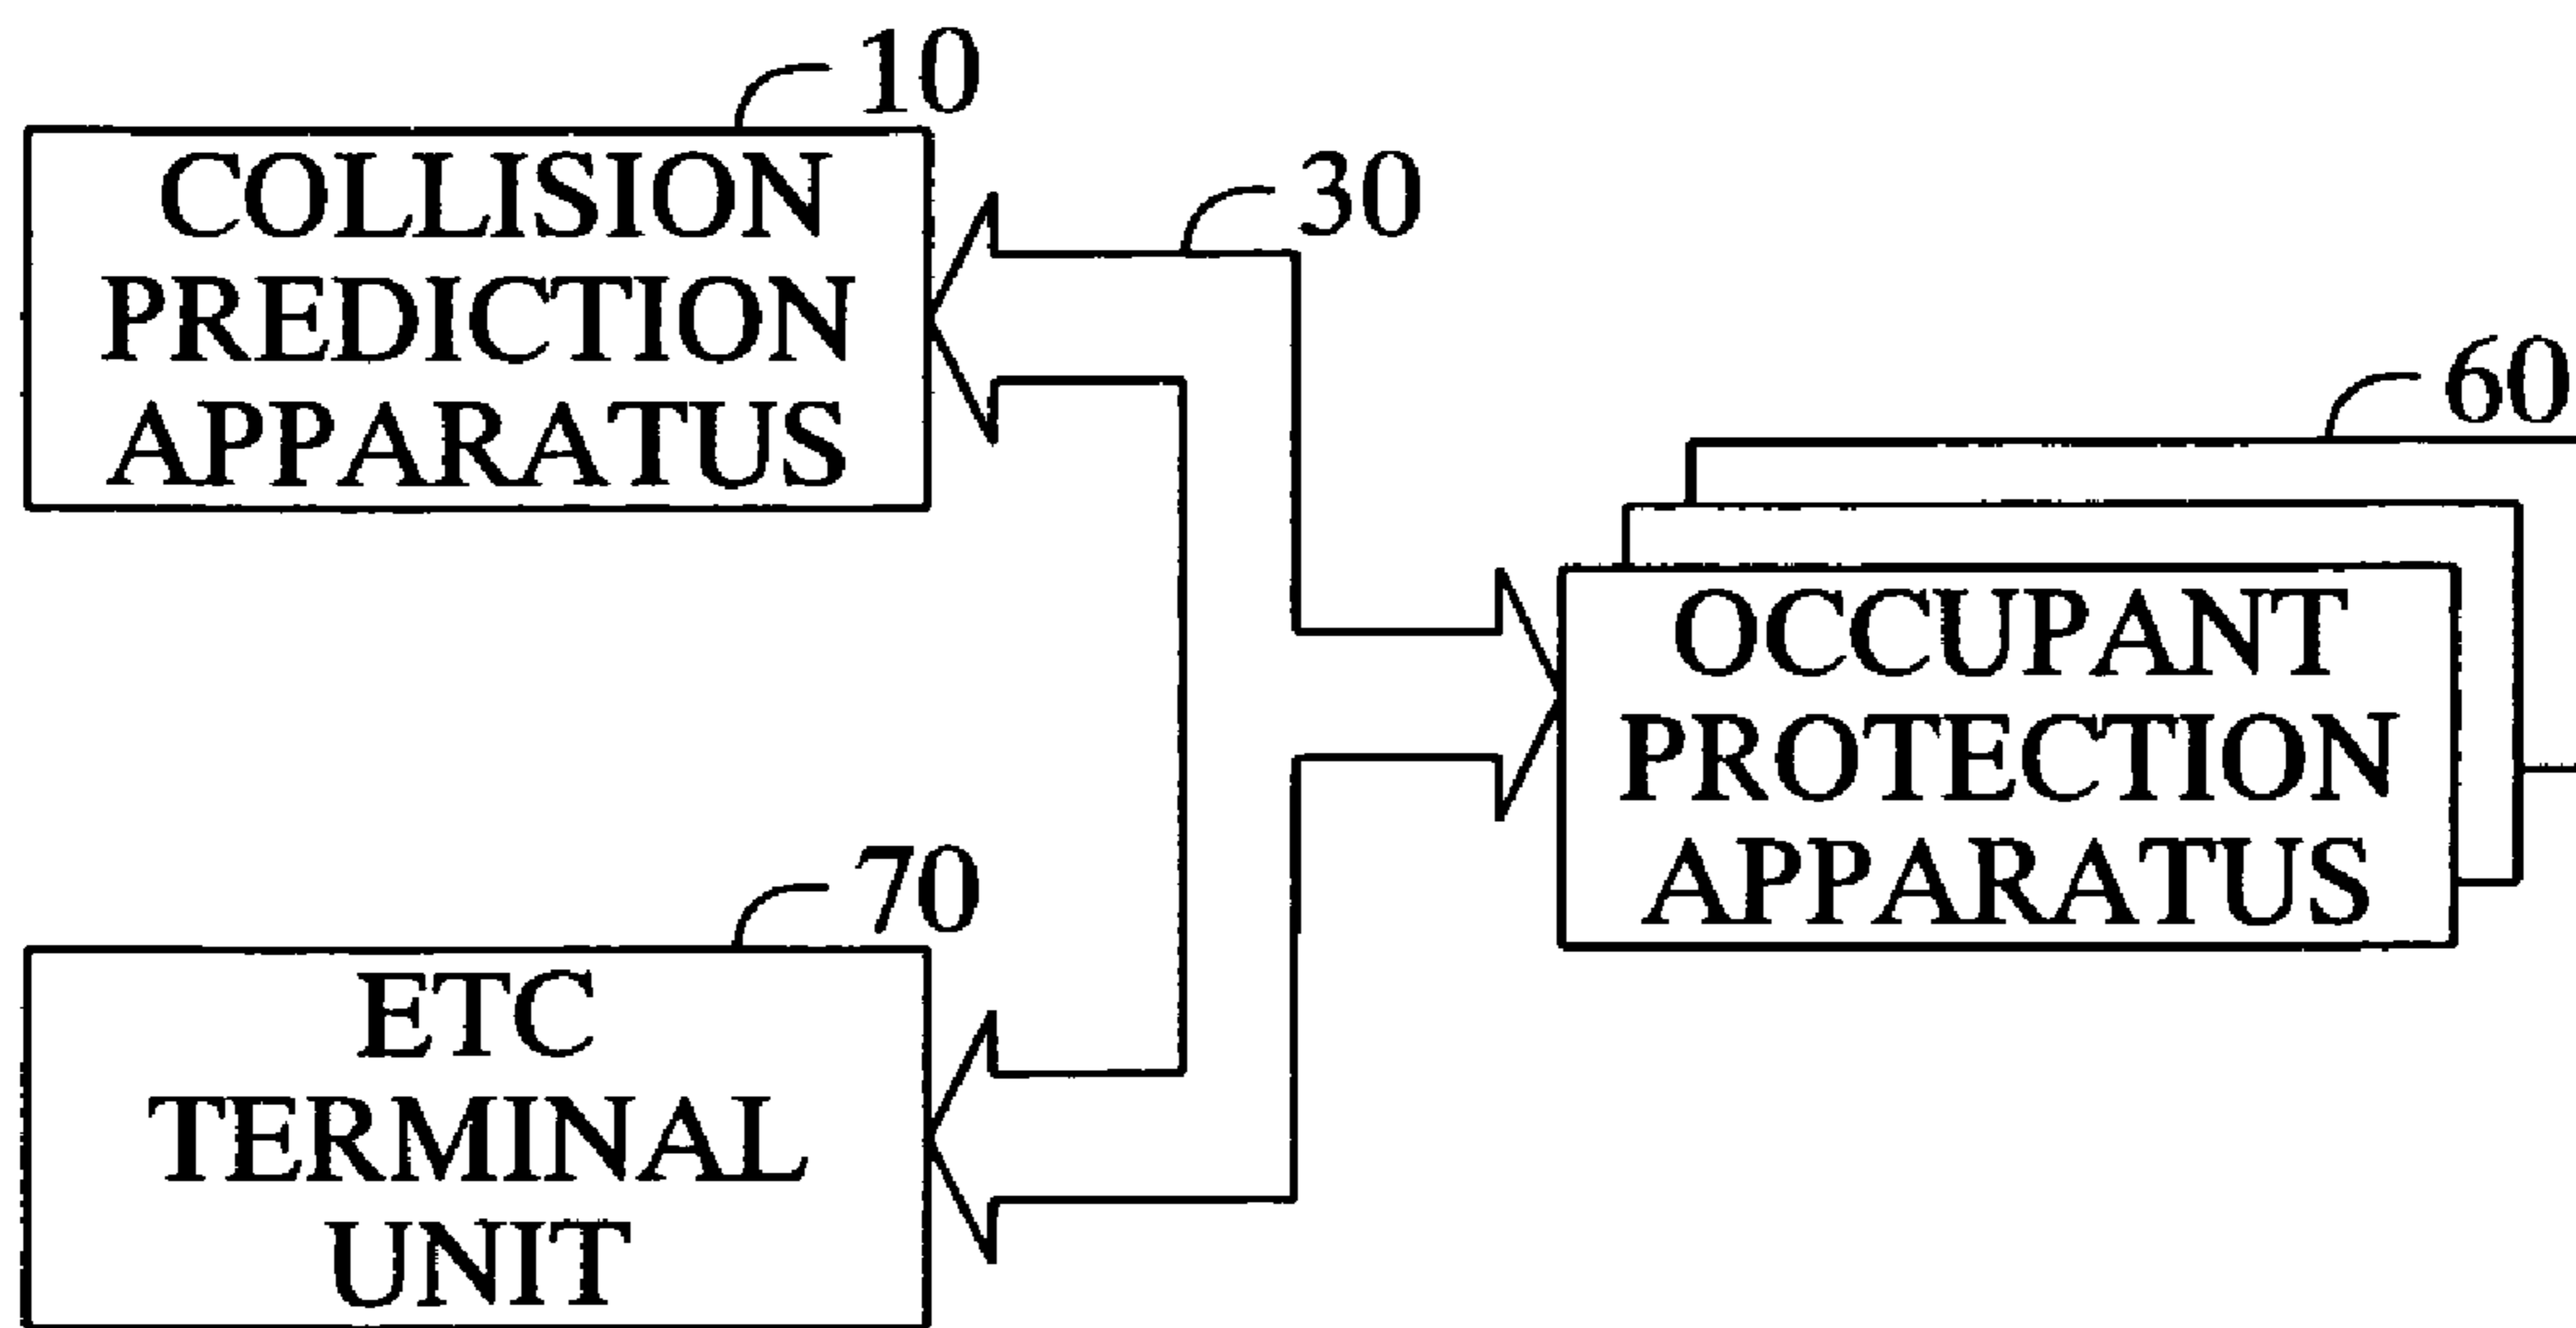 10
COLLISION
PREDICTION
APPARATUS
30
60
OCCUPANT
PROTECTION
APPARATUS
70
ETC
TERMINAL
UNIT